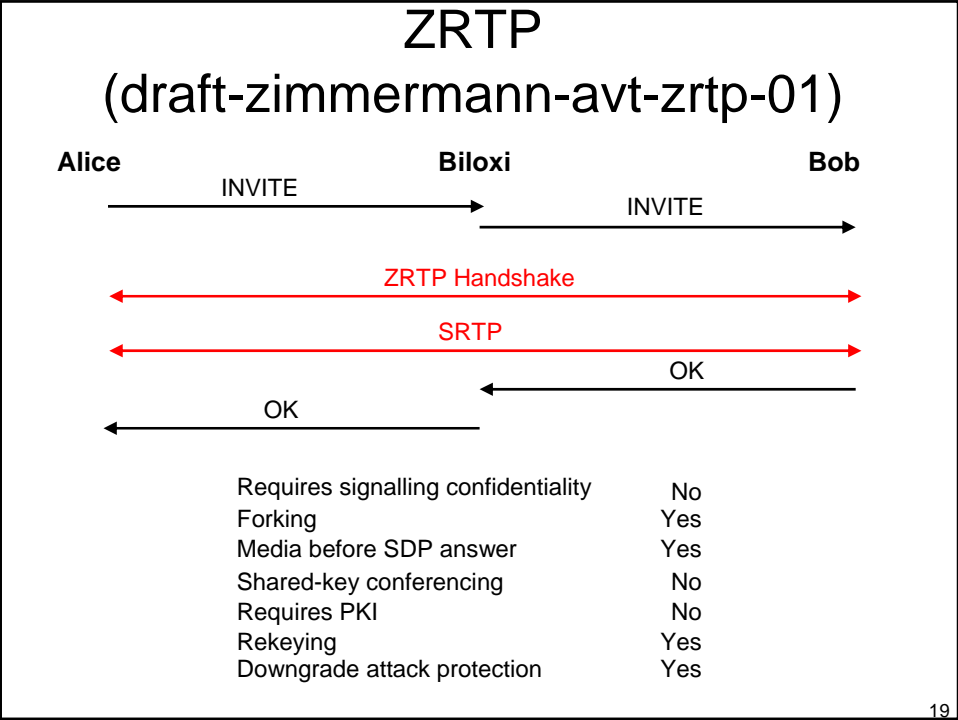 ZRTP
(draft-zimmermann-avt-zrtp-01)
Alice Biloxi Bob
INVITE
INVITE
ZRTP Handshake
SRTP
OK
OK
Requires signalling confidentiality No
Forking Yes
Media before SDP answer Yes
Shared-key conferencing No
Requires PKI No
Rekeying Yes
Downgrade attack protection Yes
19